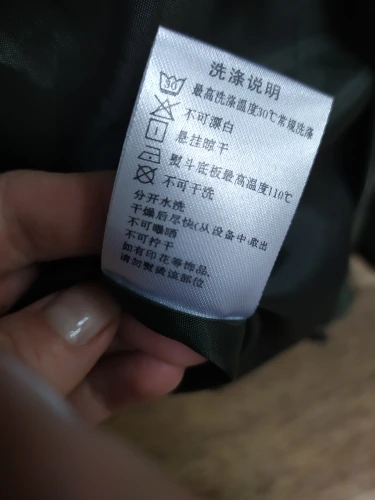 洗涤说明
最高洗涤温度30℃常规洗涤
不可漂白
悬挂晾干
熨斗底板最高温度110℃
不可干洗
分开水洗
干燥后尽快(从设备中)取出
不可曝晒
不可拧干
如有印花等饰品,
请勿熨烫该部位